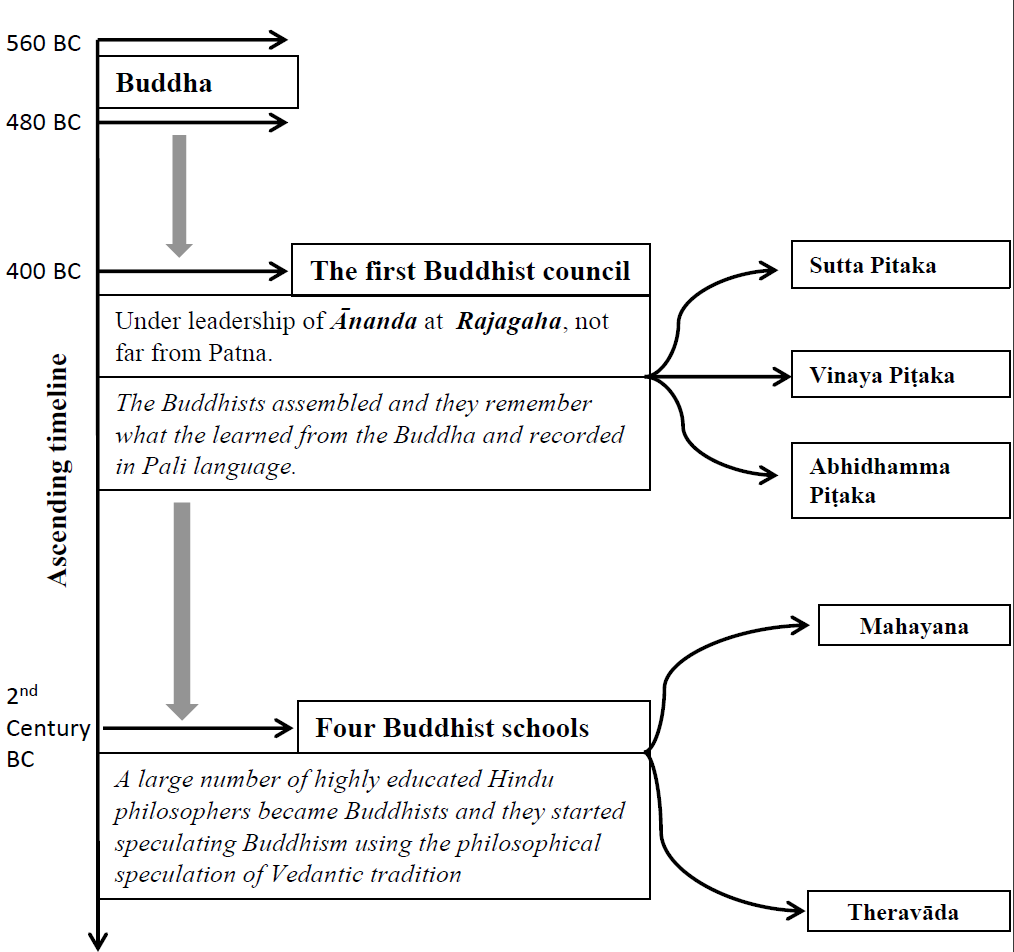 560 BC
Buddha
480 BC
400 BC
The first Buddhist council
Under leadership of Ānanda at Rajagaha, not
far from Patna.
The Buddhists assembled and they remember
what the learned from the Buddha and recorded
in Pali language.
Sutta Pitaka
Vinaya Piṭaka
Abhidhamma
Piṭaka
Ascending timeline
2nd
Century
BC
Four Buddhist schools
A large number of highly educated Hindu
philosophers became Buddhists and they started
speculating Buddhism using the philosophical
speculation of Vedantic tradition
Mahayana
Theravāda